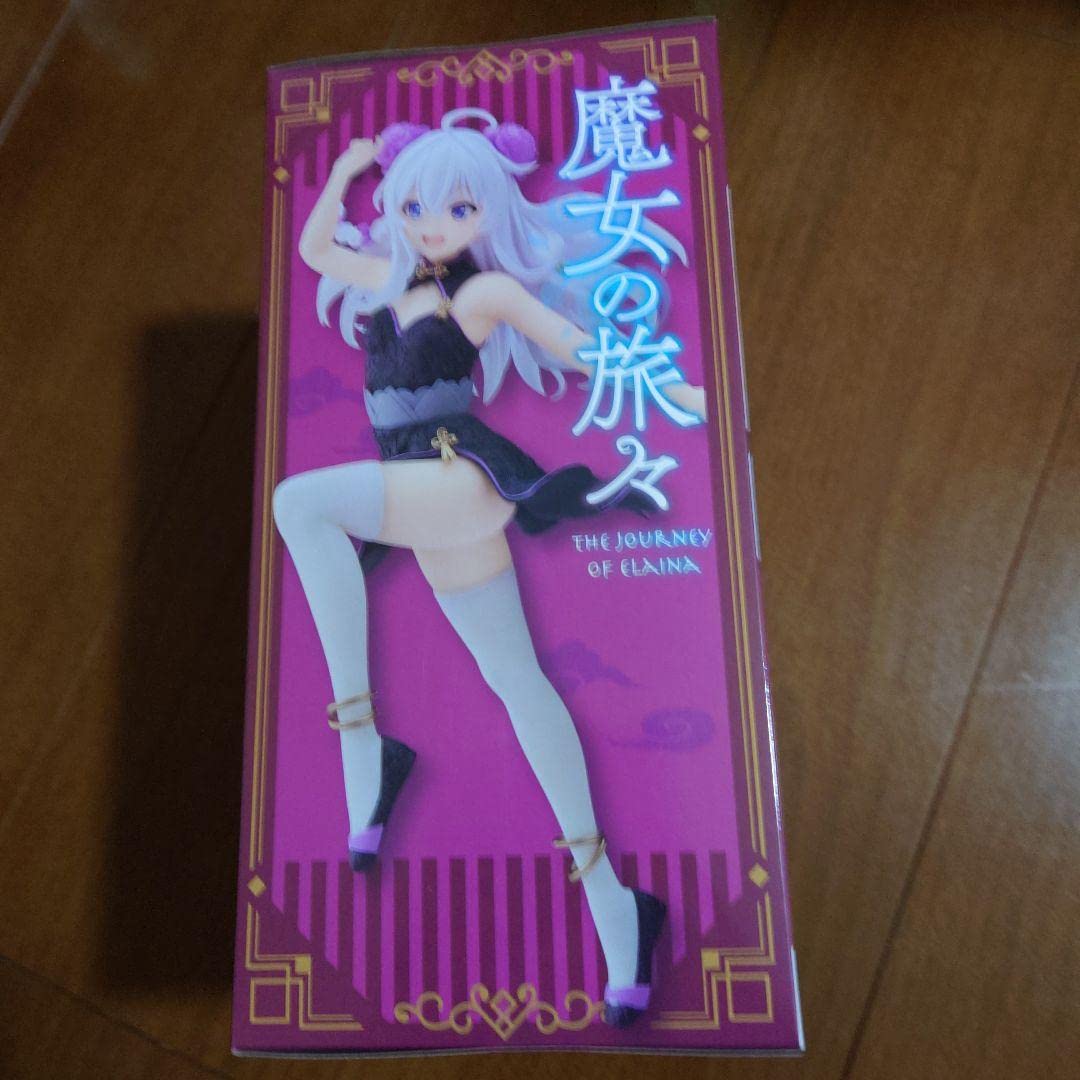 魔女の旅々
THE JOURNEY
OF ELAINA